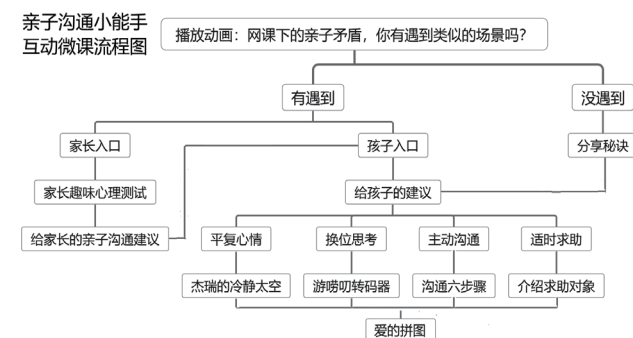 亲子沟通小能手
互动微课流程图
播放动画：网课下的亲子矛盾，你有遇到类似的场景吗？
有遇到
没遇到
家长入口
孩子入口
分享秘诀
家长趣味心理测试
给孩子的建议
给家长的亲子沟通建议
平复心情
换位思考
主动沟通
适时求助
杰瑞的冷静太空
游唠叨转码器
沟通六步骤
介绍求助对象
爱的拼图